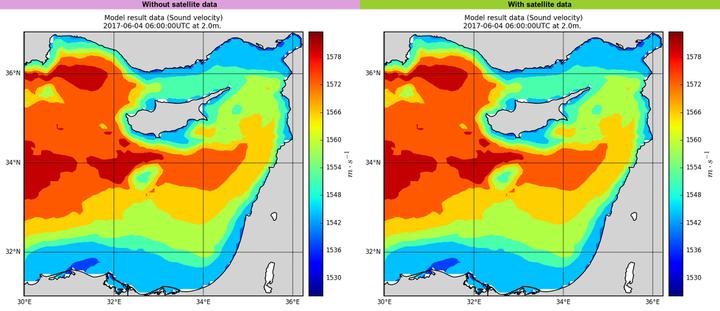 Without satellite data
With satellite data
Model result data (Sound velocity)
2017-06-04 06:00:00UTC at 2.0m.
36°N
34°N
32°N
30°E
32°E
34°E
36°E
1578
1572
1566
1560
1554
1548
1542
1536
1530
m · s⁻¹
Model result data (Sound velocity)
2017-06-04 06:00:00UTC at 2.0m.
36°N
34°N
32°N
30°E
32°E
34°E
36°E
1578
1572
1566
1560
1554
1548
1542
1536
1530
m · s⁻¹